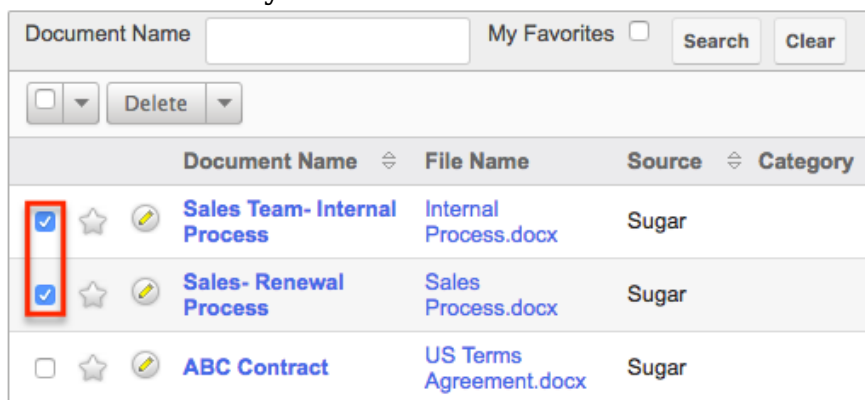 Document Name My Favorites Search Clear
Delete
Document Name File Name Source Category
Sales Team- Internal Process Internal Process.docx Sugar
Sales- Renewal Process Sales Process.docx Sugar
ABC Contract US Terms Agreement.docx Sugar